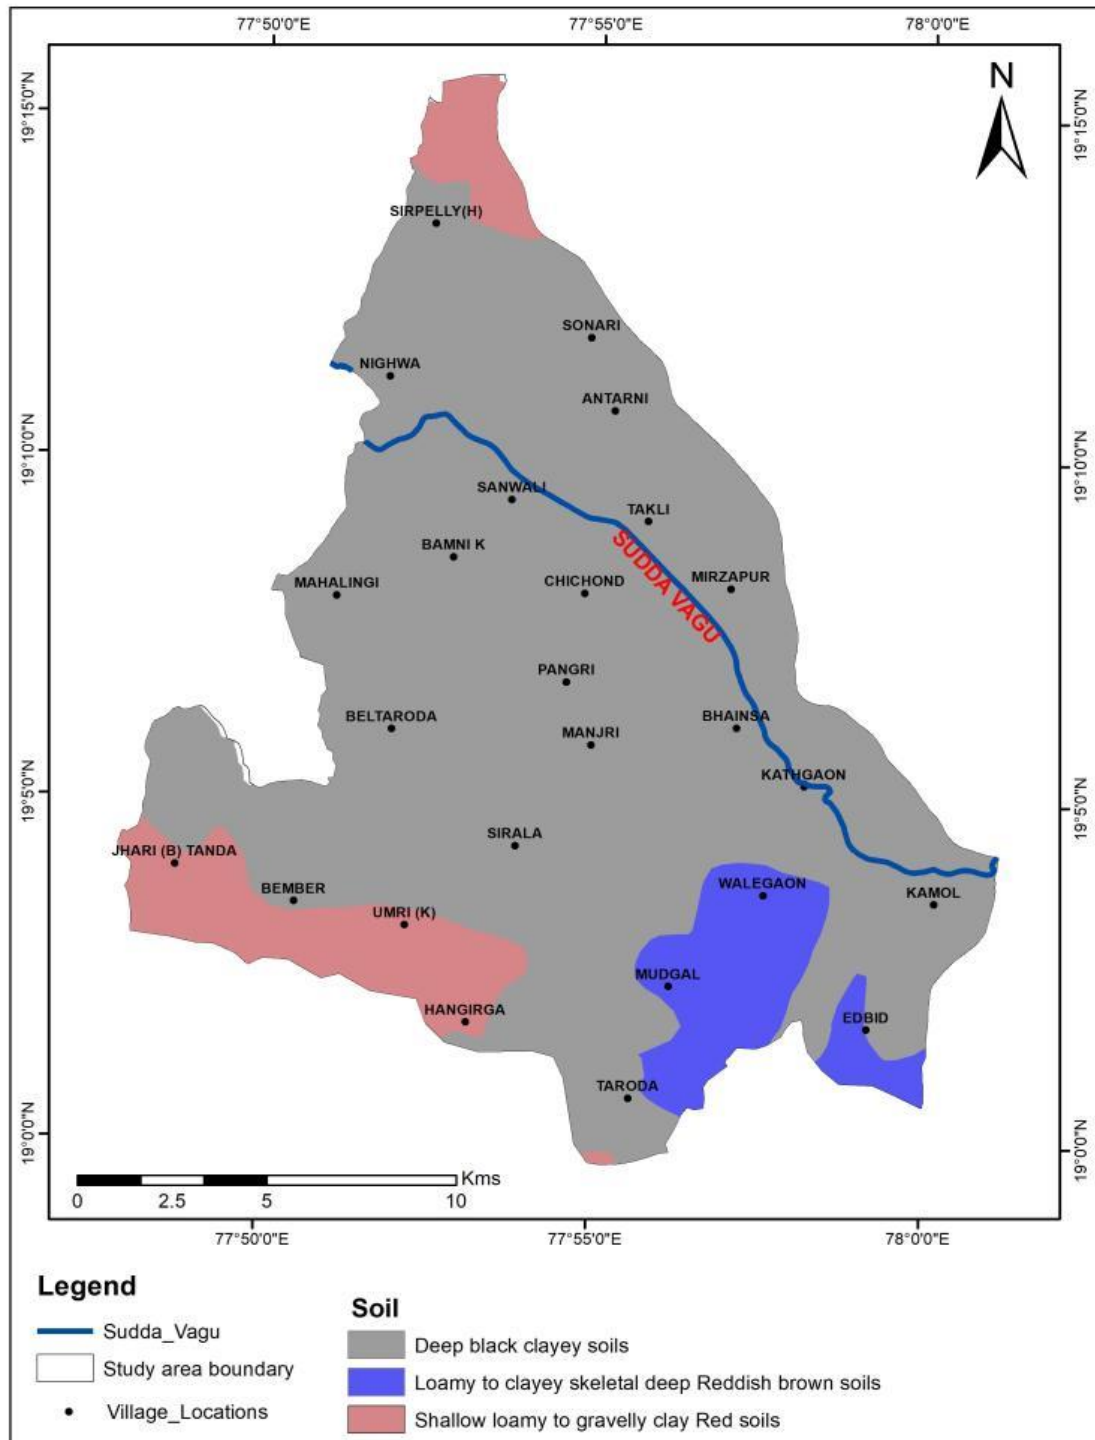 77°50'0"E 77°55'0"E 78°0'0"E
19°15'0"N
19°15'0"N
N
SIRPELLY(H)
SONARI
NIGHWA
ANTARNI
19°10'0"N
19°10'0"N
SANWALI
TAKLI
SUDDA VAGU
BAMNI K
MAHALINGI
CHICHOND
MIRZAPUR
PANGRI
BELTARODA
BHAINSA
MANJRI
KATHGAON
19°5'0"N
19°5'0"N
SIRALA
JHARI (B) TANDA
WALEGAON
BEMBER
KAMOL
UMRI (K)
MUDGAL
HANGIRGA
EDBID
TARODA
19°0'0"N
19°0'0"N
Kms
0 2.5 5 10
77°50'0"E 77°55'0"E 78°0'0"E
Legend
Sudda_Vagu
Study area boundary
Village_Locations
Soil
Deep black clayey soils
Loamy to clayey skeletal deep Reddish brown soils
Shallow loamy to gravelly clay Red soils